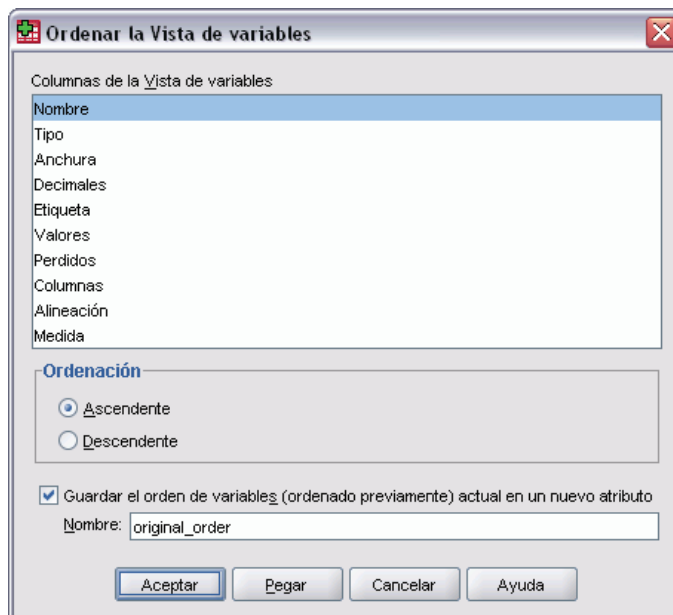 Ordenar la Vista de variables
Columnas de la Vista de variables
Nombre
Tipo
Anchura
Decimales
Etiqueta
Valores
Perdidos
Columnas
Alineación
Medida
Ordenación
Ascendente
Descendente
Guardar el orden de variables (ordenado previamente) actual en un nuevo atributo
Nombre: original_order
Aceptar Pegar Cancelar Ayuda